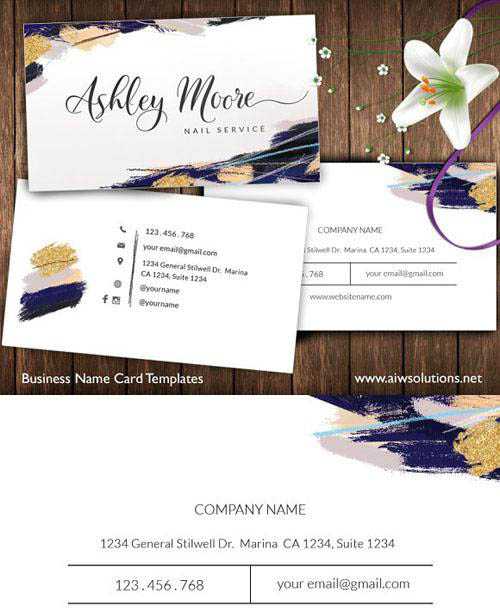 Ashley Moore
NAIL SERVICE
COMPANY NAME
Stilwell Dr. Marina CA 1234, Suite 1234
.768
your email@gmail.com
www.websitename.com
123.456.768
your email@gmail.com
1234 General Stilwell Dr. Marina
CA 1234, Suite 1234
@yourname
@yourname
Business Name Card Templates
www.aiwsolutions.net
COMPANY NAME
1234 General Stilwell Dr. Marina CA 1234, Suite 1234
123.456.768
your email@gmail.com